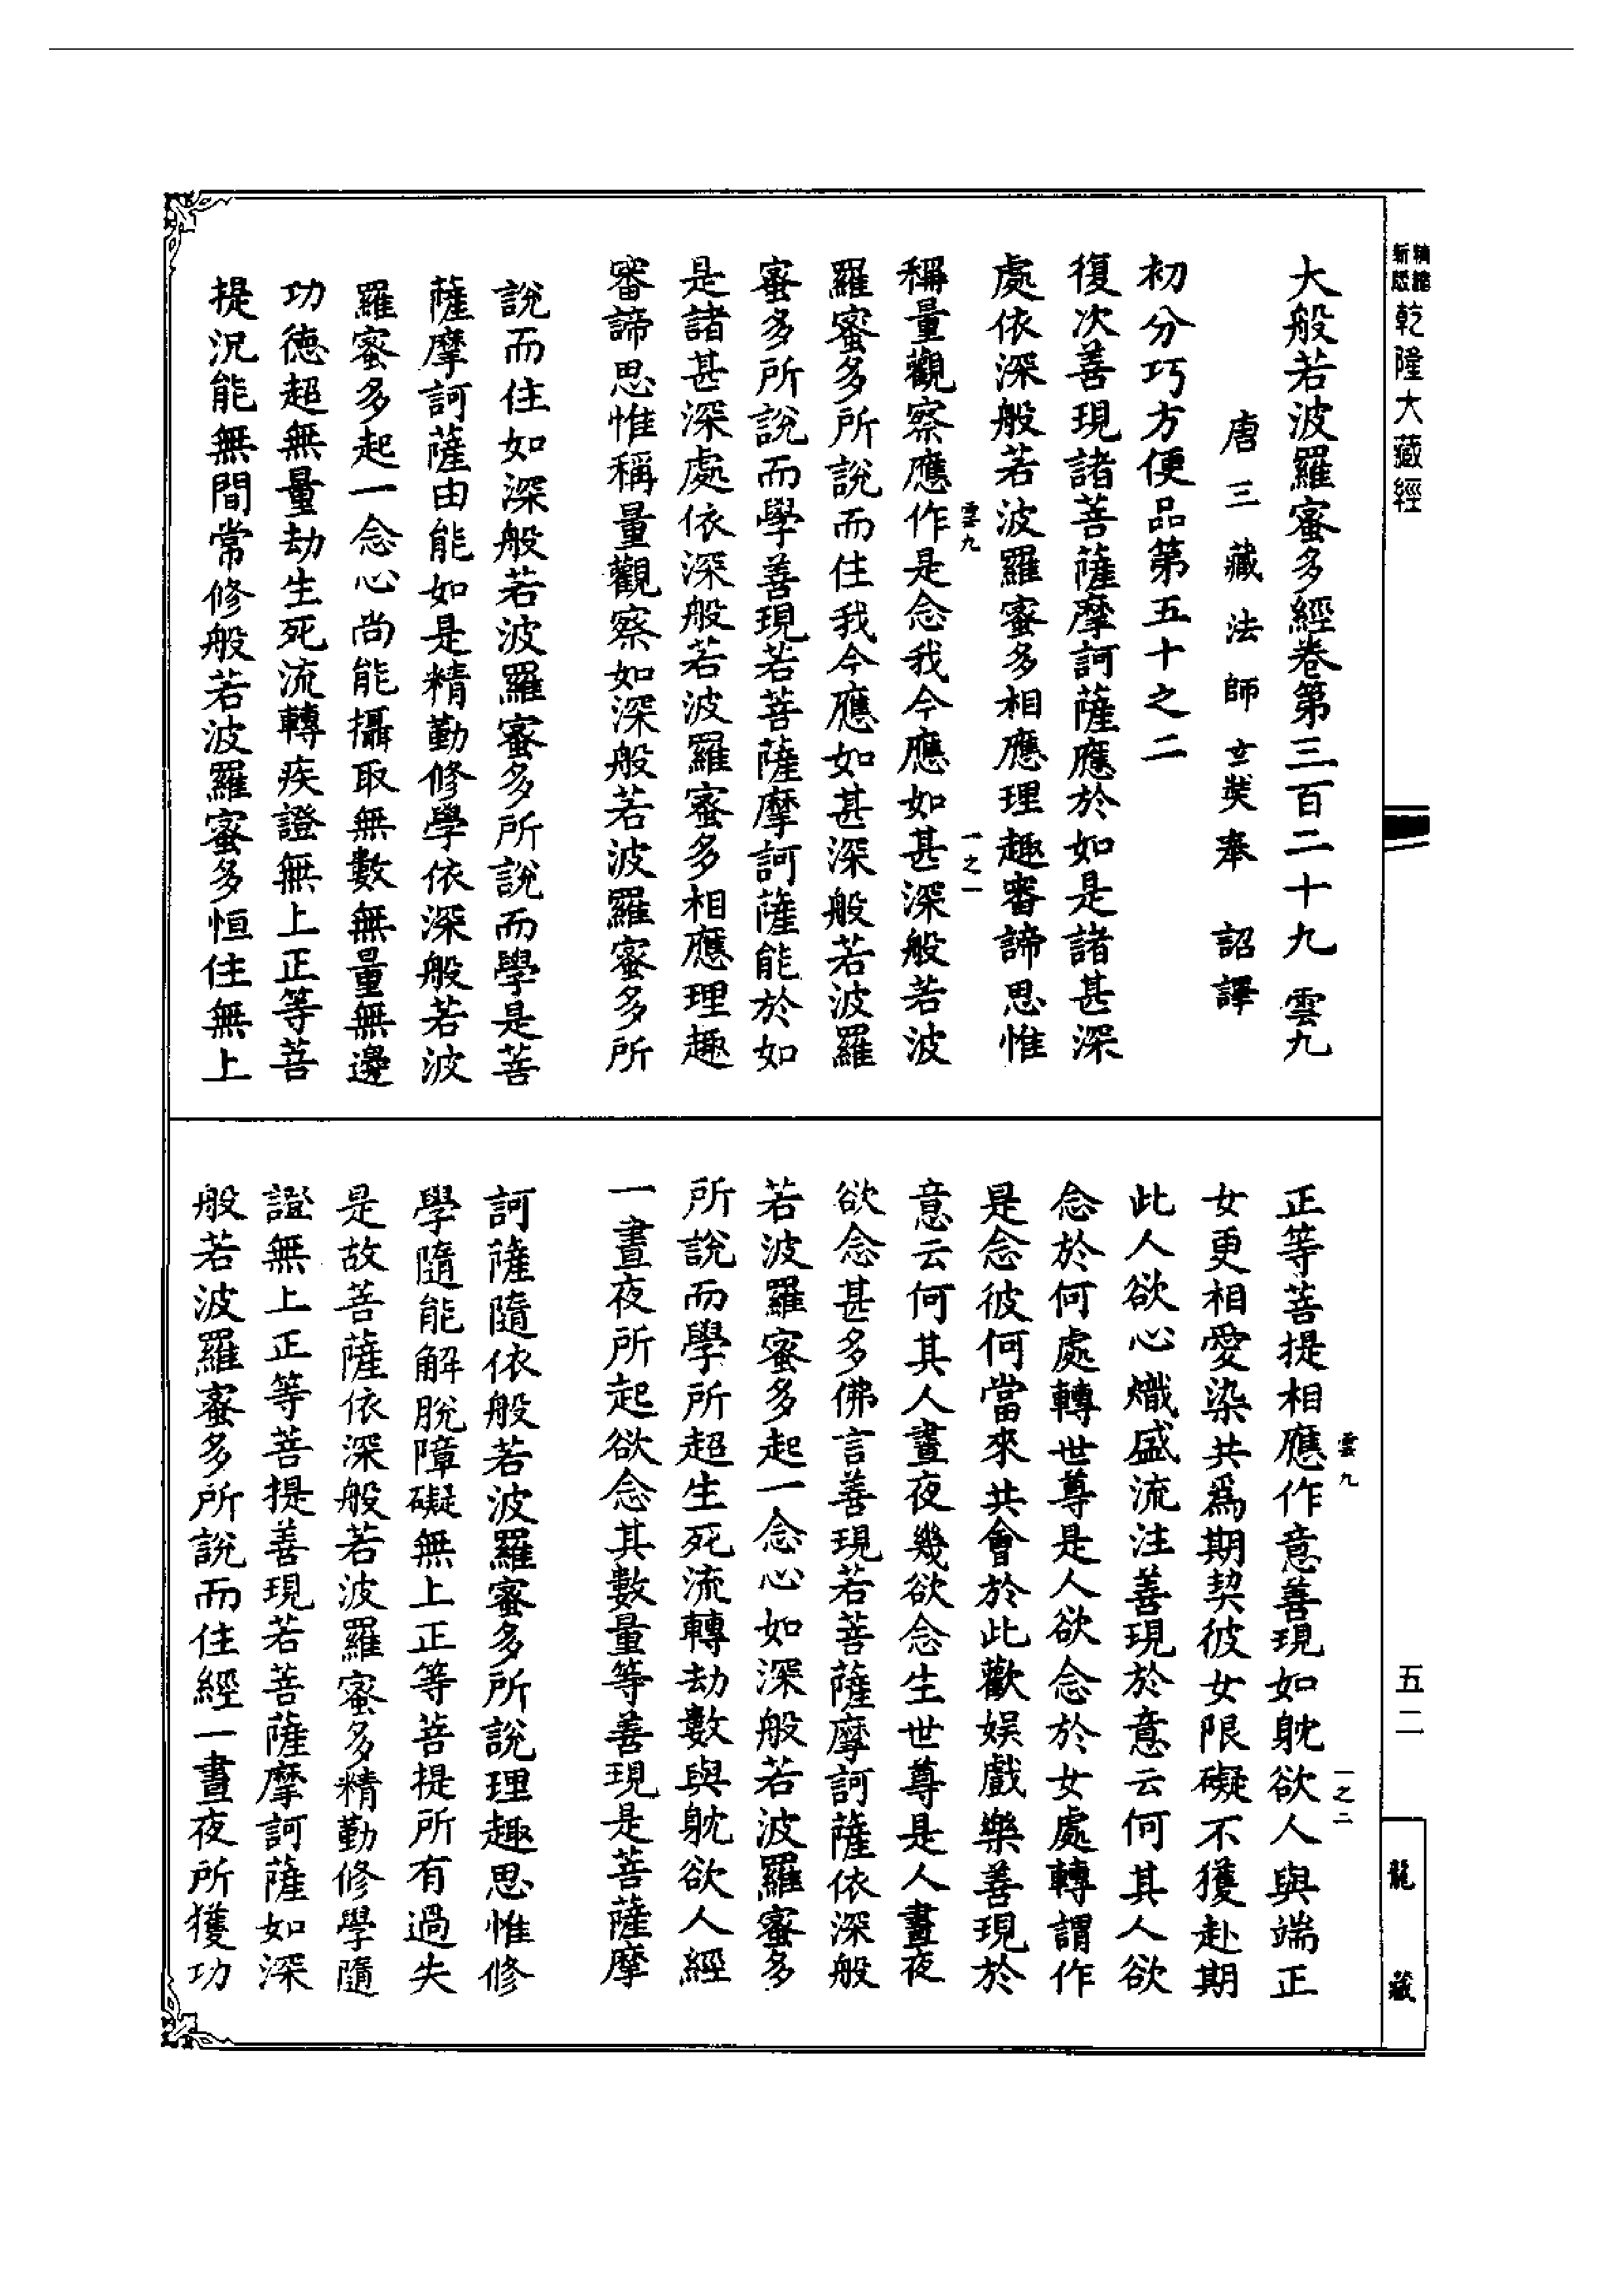 精縮新版乾隆大藏經
大般若波羅蜜多經卷第三百二十九 雲九
唐三藏法師玄奘奉 詔譯
初分巧方便品第五十之二
復次善現諸菩薩摩訶薩應於如是諸甚深
處依深般若波羅蜜多相應理趣審諦思惟
雲九 一之一
稱量觀察應作是念我今應如甚深般若波
羅蜜多所說而住我今應如甚深般若波羅
蜜多所說而學善現若菩薩摩訶薩能於如
是諸甚深處依深般若波羅蜜多相應理趣
審諦思惟稱量觀察如深般若波羅蜜多所
說而住如深般若波羅蜜多所說而學是菩
薩摩訶薩由能如是精勤修學依深般若波
羅蜜多起一念心尚能攝取無數無量無邊
功德超無量劫生死流轉疾證無上正等菩
提況能無間常修般若波羅蜜多恒住無上
雲九 一之二
正等菩提相應作意善現如躭欲人與端正
女更相愛染共為期契彼女限礙不獲赴期
此人欲心熾盛流注善現於意云何其人欲
念於何處轉世尊是人欲念於女處轉謂作
是念彼何當來共會於此歡娛戲樂善現於
意云何其人晝夜幾欲念生世尊是人晝夜
欲念甚多佛言善現若菩薩摩訶薩依深般
若波羅蜜多起一念心如深般若波羅蜜多
所說而學所超生死流轉劫數與躭欲人經
一晝夜所起欲念其數量等善現是菩薩摩
訶薩隨依般若波羅蜜多所說理趣思惟修
學隨能解脫障礙無上正等菩提所有過失
是故菩薩依深般若波羅蜜多精勤修學隨
證無上正等菩提善現若菩薩摩訶薩如深
般若波羅蜜多所說而住經一晝夜所獲功
五二
龍藏